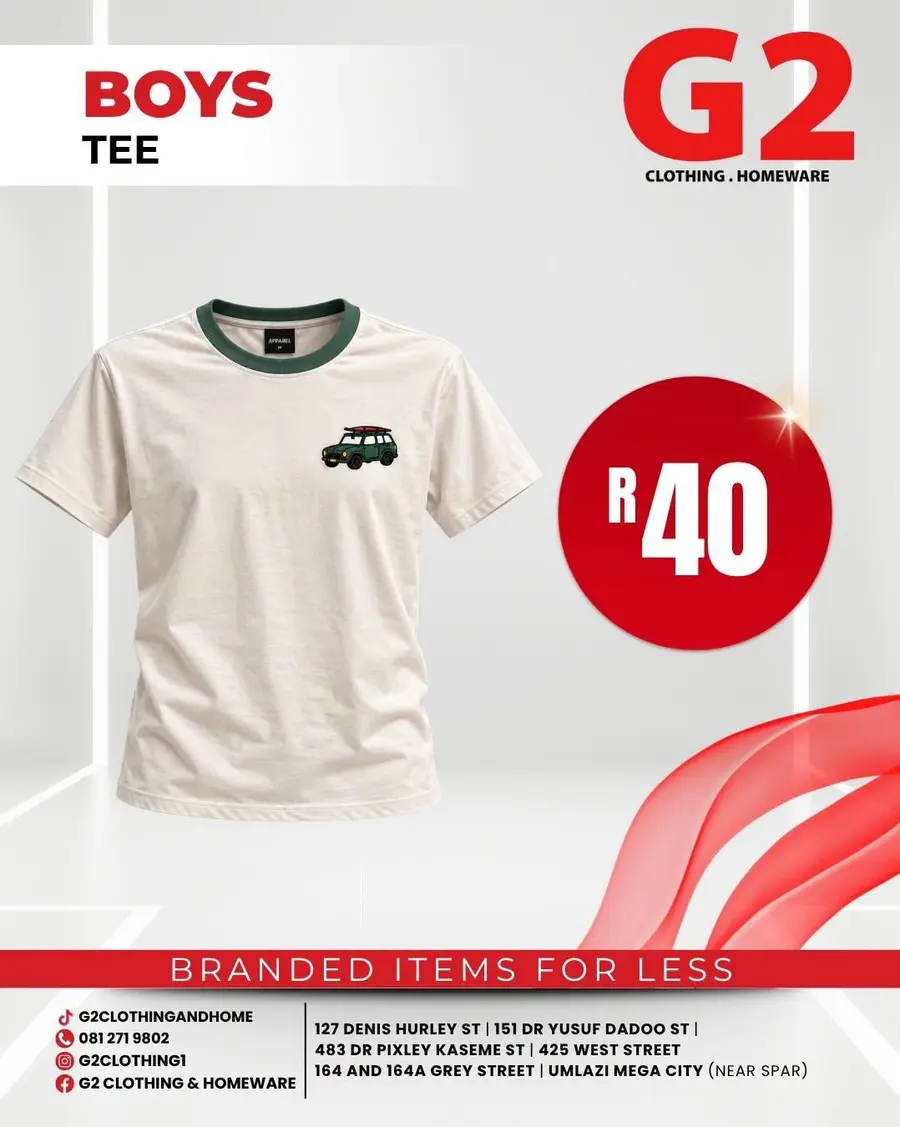 BOYS
TEE
G2
CLOTHING . HOMEWARE
APPAREL
R40
BRANDED ITEMS FOR LESS
G2CLOTHINGANDHOME
081 271 9802
G2CLOTHING1
G2 CLOTHING & HOMEWARE
127 DENIS HURLEY ST | 151 DR YUSUF DADOO ST |
483 DR PIXLEY KASEME ST | 425 WEST STREET
164 AND 164A GREY STREET | UMLAZI MEGA CITY (NEAR SPAR)